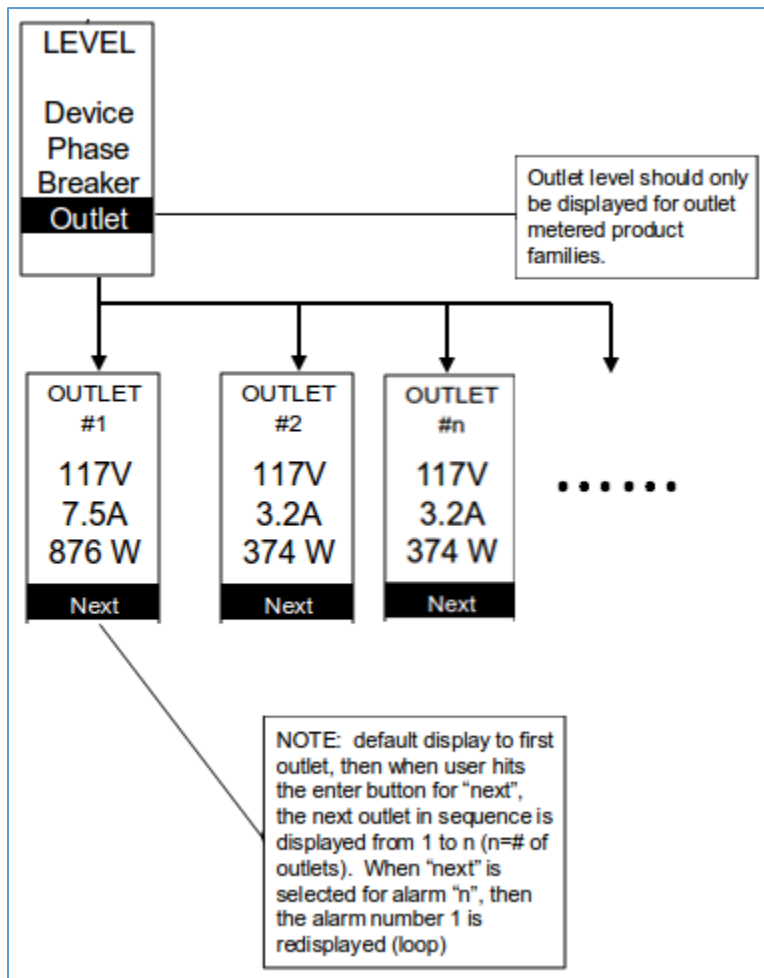 LEVEL
Device
Phase
Breaker
Outlet
Outlet level should only
be displayed for outlet
metered product
families.
OUTLET
#1
117V
7.5A
876 W
Next
OUTLET
#2
117V
3.2A
374 W
Next
OUTLET
#n
117V
3.2A
374 W
Next
......
NOTE: default display to first
outlet, then when user hits
the enter button for “next”,
the next outlet in sequence is
displayed from 1 to n (n=# of
outlets). When “next” is
selected for alarm “n”, then
the alarm number 1 is
redisplayed (loop)